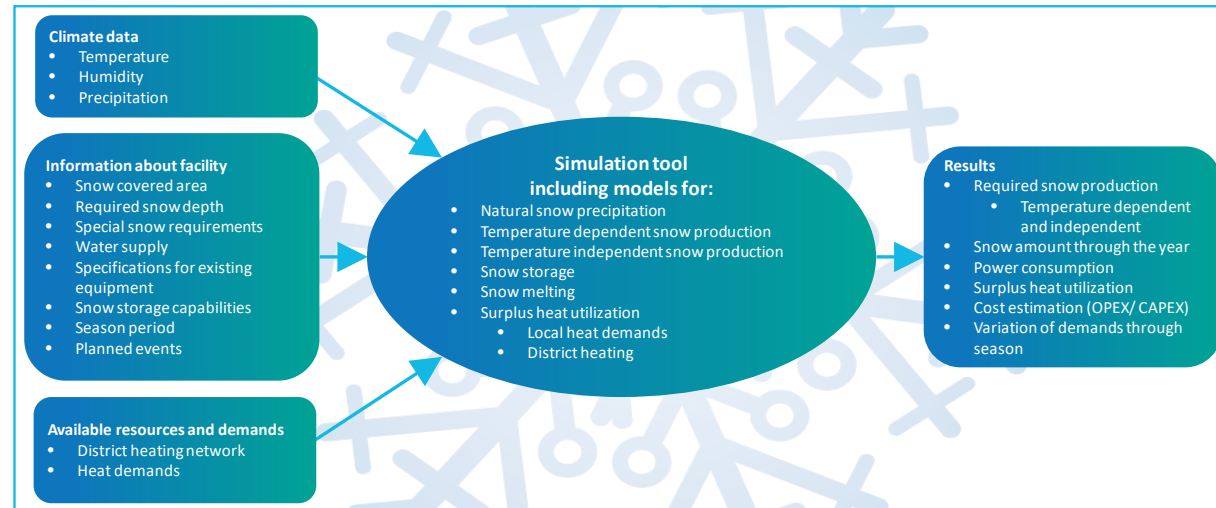 Climate data
• Temperature
• Humidity
• Precipitation
Information about facility
• Snow covered area
• Required snow depth
• Special snow requirements
• Water supply
• Specifications for existing
equipment
• Snow storage capabilities
• Season period
• Planned events
Available resources and demands
• District heating network
• Heat demands
Simulation tool
including models for:
• Natural snow precipitation
• Temperature dependent snow production
• Temperature independent snow production
• Snow storage
• Snow melting
• Surplus heat utilization
• Local heat demands
• District heating
Results
• Required snow production
• Temperature dependent
and independent
• Snow amount through the year
• Power consumption
• Surplus heat utilization
• Cost estimation (OPEX/ CAPEX)
• Variation of demands through
season